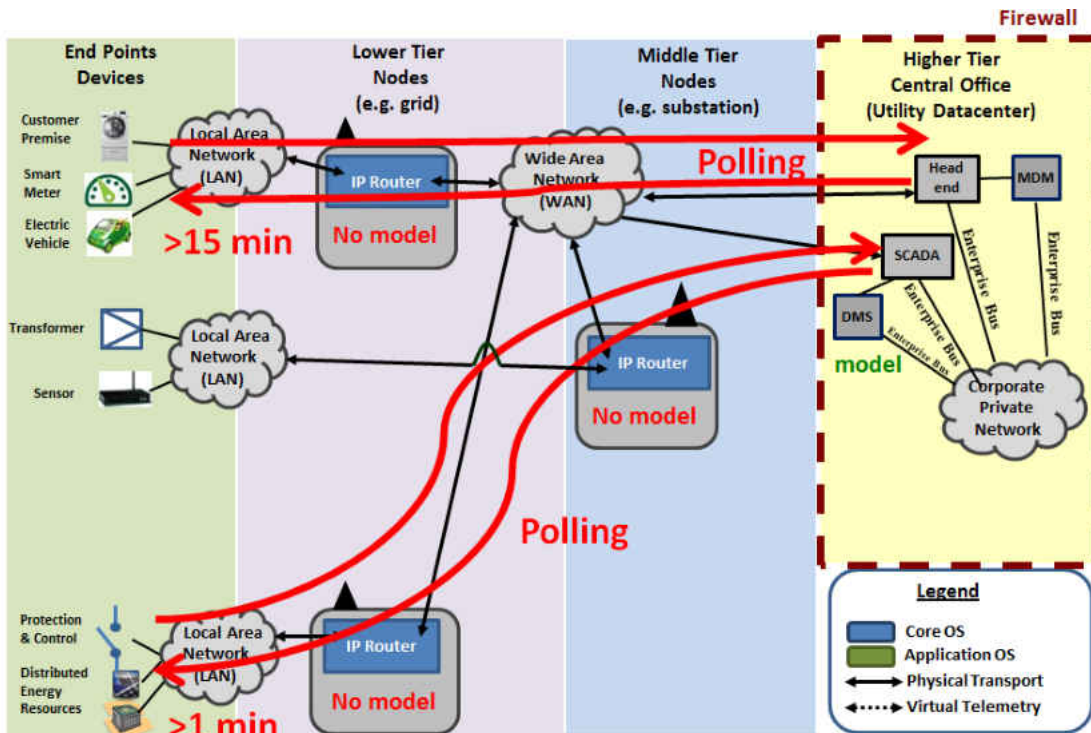 Firewall
End Points
Devices
Lower Tier
Nodes
(e.g. grid)
Middle Tier
Nodes
(e.g. substation)
Higher Tier
Central Office
(Utility Datacenter)
Customer
Premise
Smart
Meter
Electric
Vehicle
Local Area
Network
(LAN)
>15 min
IP Router
No model
Wide Area
Network
(WAN)
Polling
Head
end
MDM
SCADA
DMS
model
Enterprise Bus
Enterprise Bus
Enterprise Bus
Enterprise Bus
Corporate
Private
Network
Transformer
Sensor
Local Area
Network
(LAN)
IP Router
No model
Polling
Protection
& Control
Distributed
Energy
Resources
Local Area
Network
(LAN)
>1 min
IP Router
No model
Legend
Core OS
Application OS
Physical Transport
Virtual Telemetry